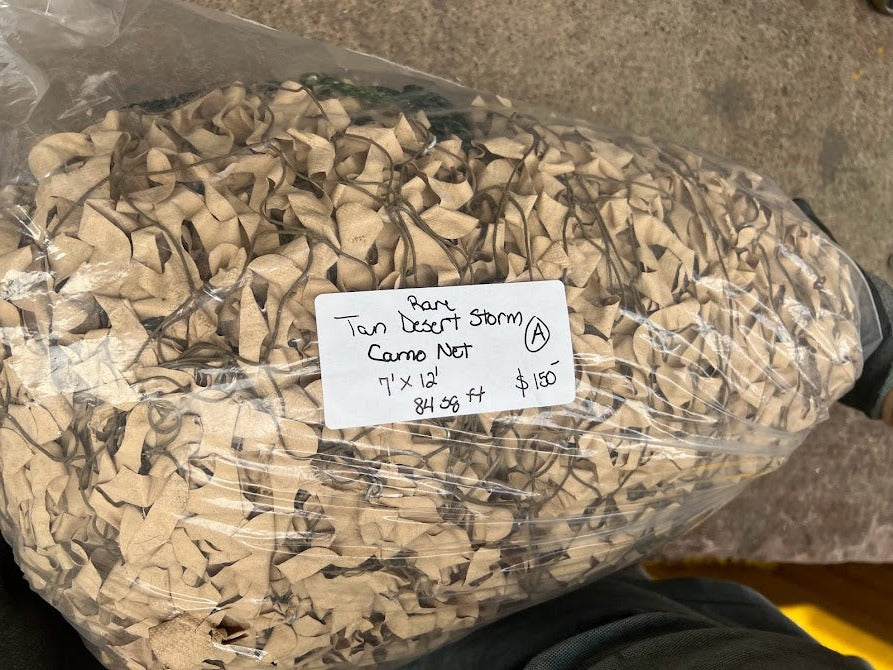 Rare
Tan Desert Storm
Camo Net
A
7' x 12'
$150
84 sq ft